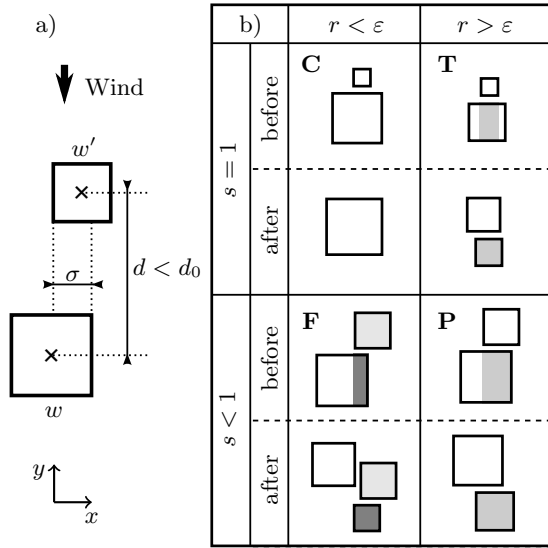 a)
Wind
w′
σ
d < d₀
w
y
x
b)
r < ε
r > ε
s = 1
before
C
T
after
s < 1
before
F
P
after